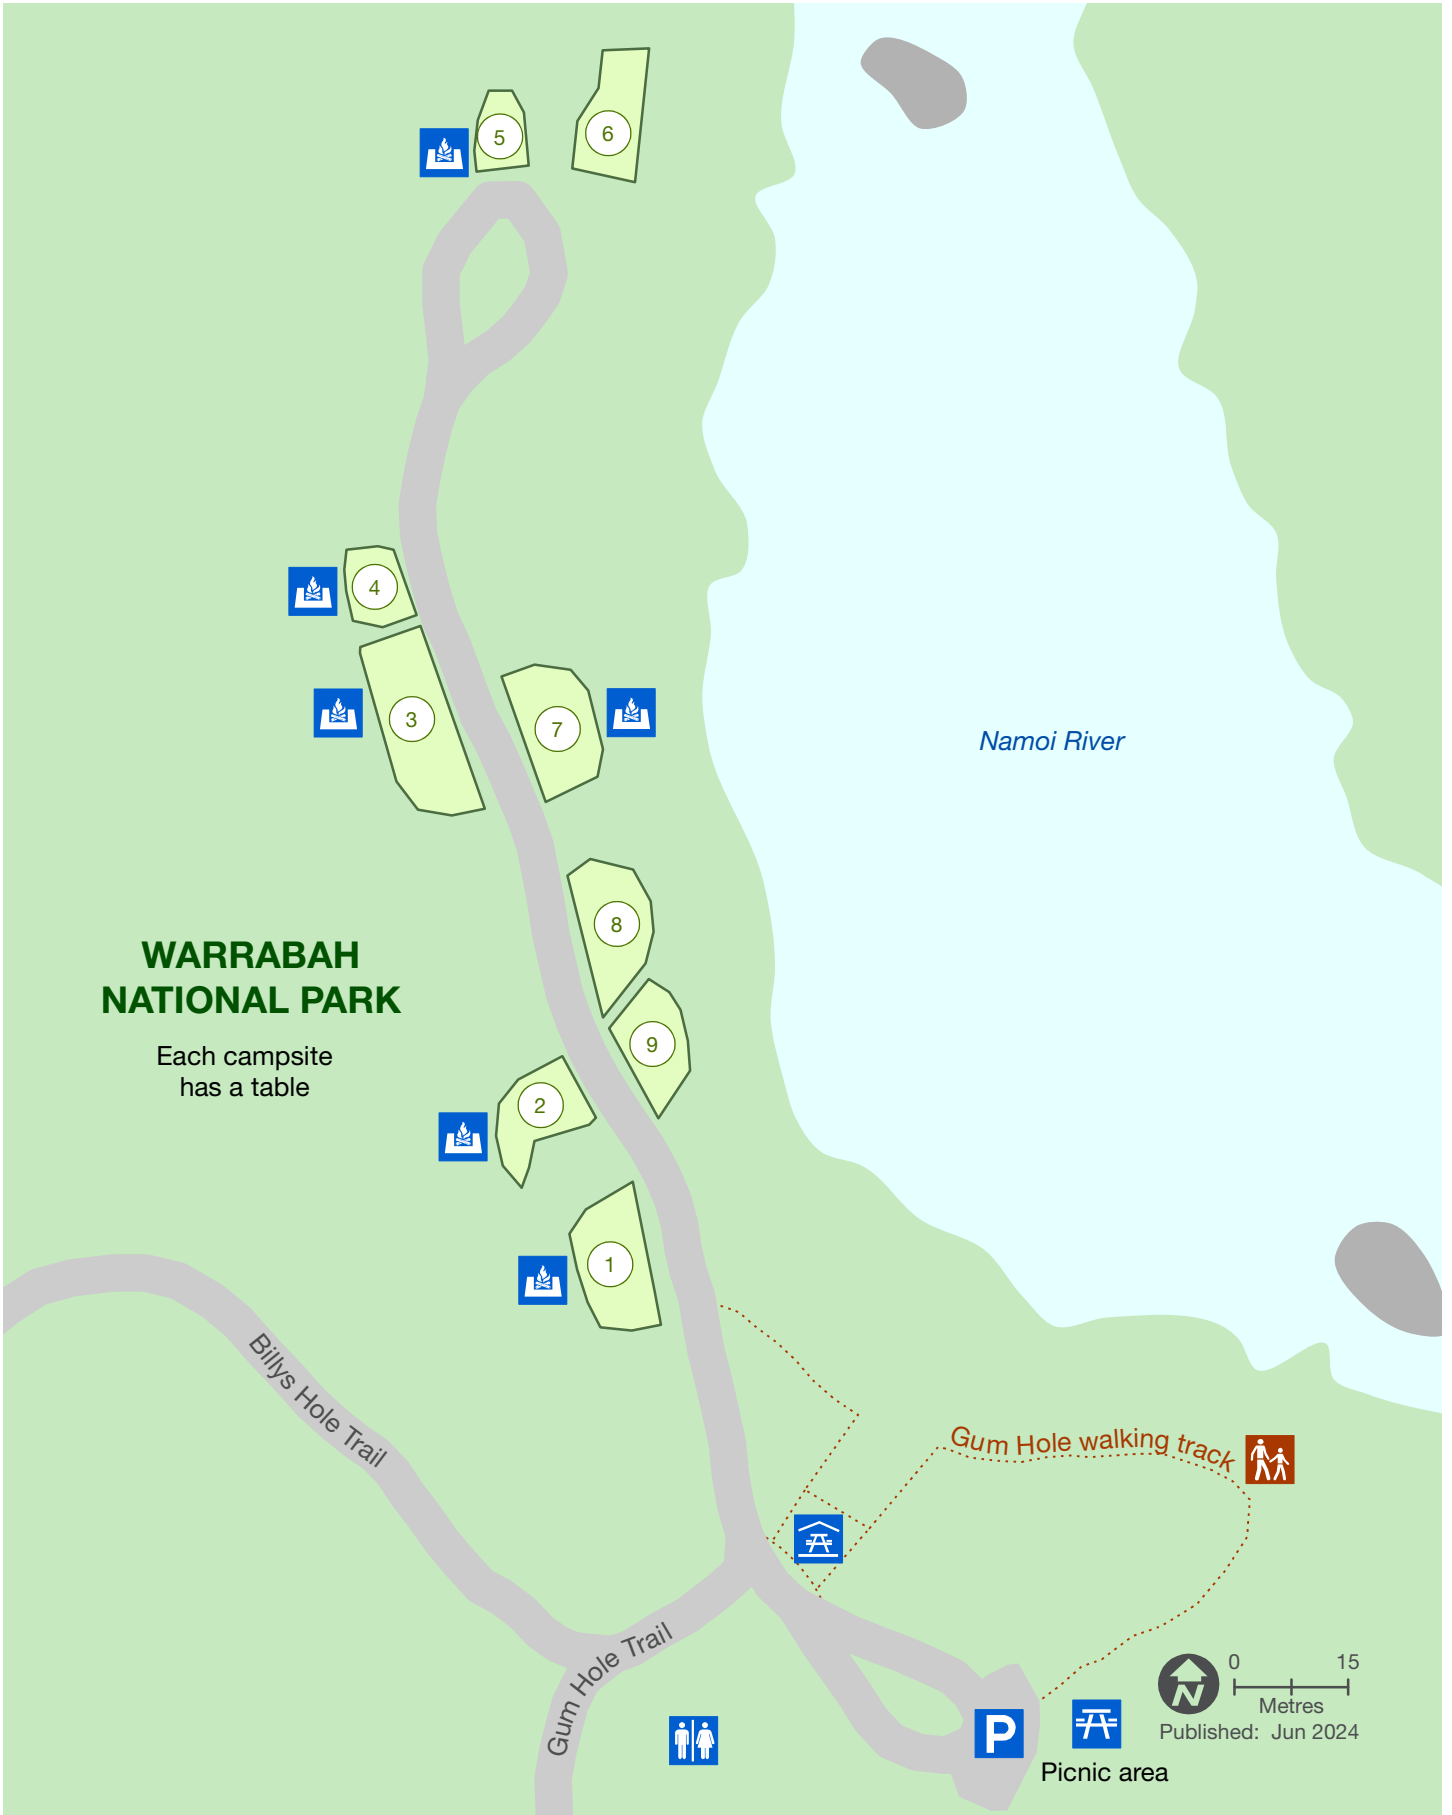 5
6
4
3
7
Namoi River
8
WARRABAH
NATIONAL PARK
9
Each campsite
has a table
2
1
Billys Hole Trail
Gum Hole walking track
Gum Hole Trail
0 15
N
Metres
P
Published: Jun 2024
Picnic area